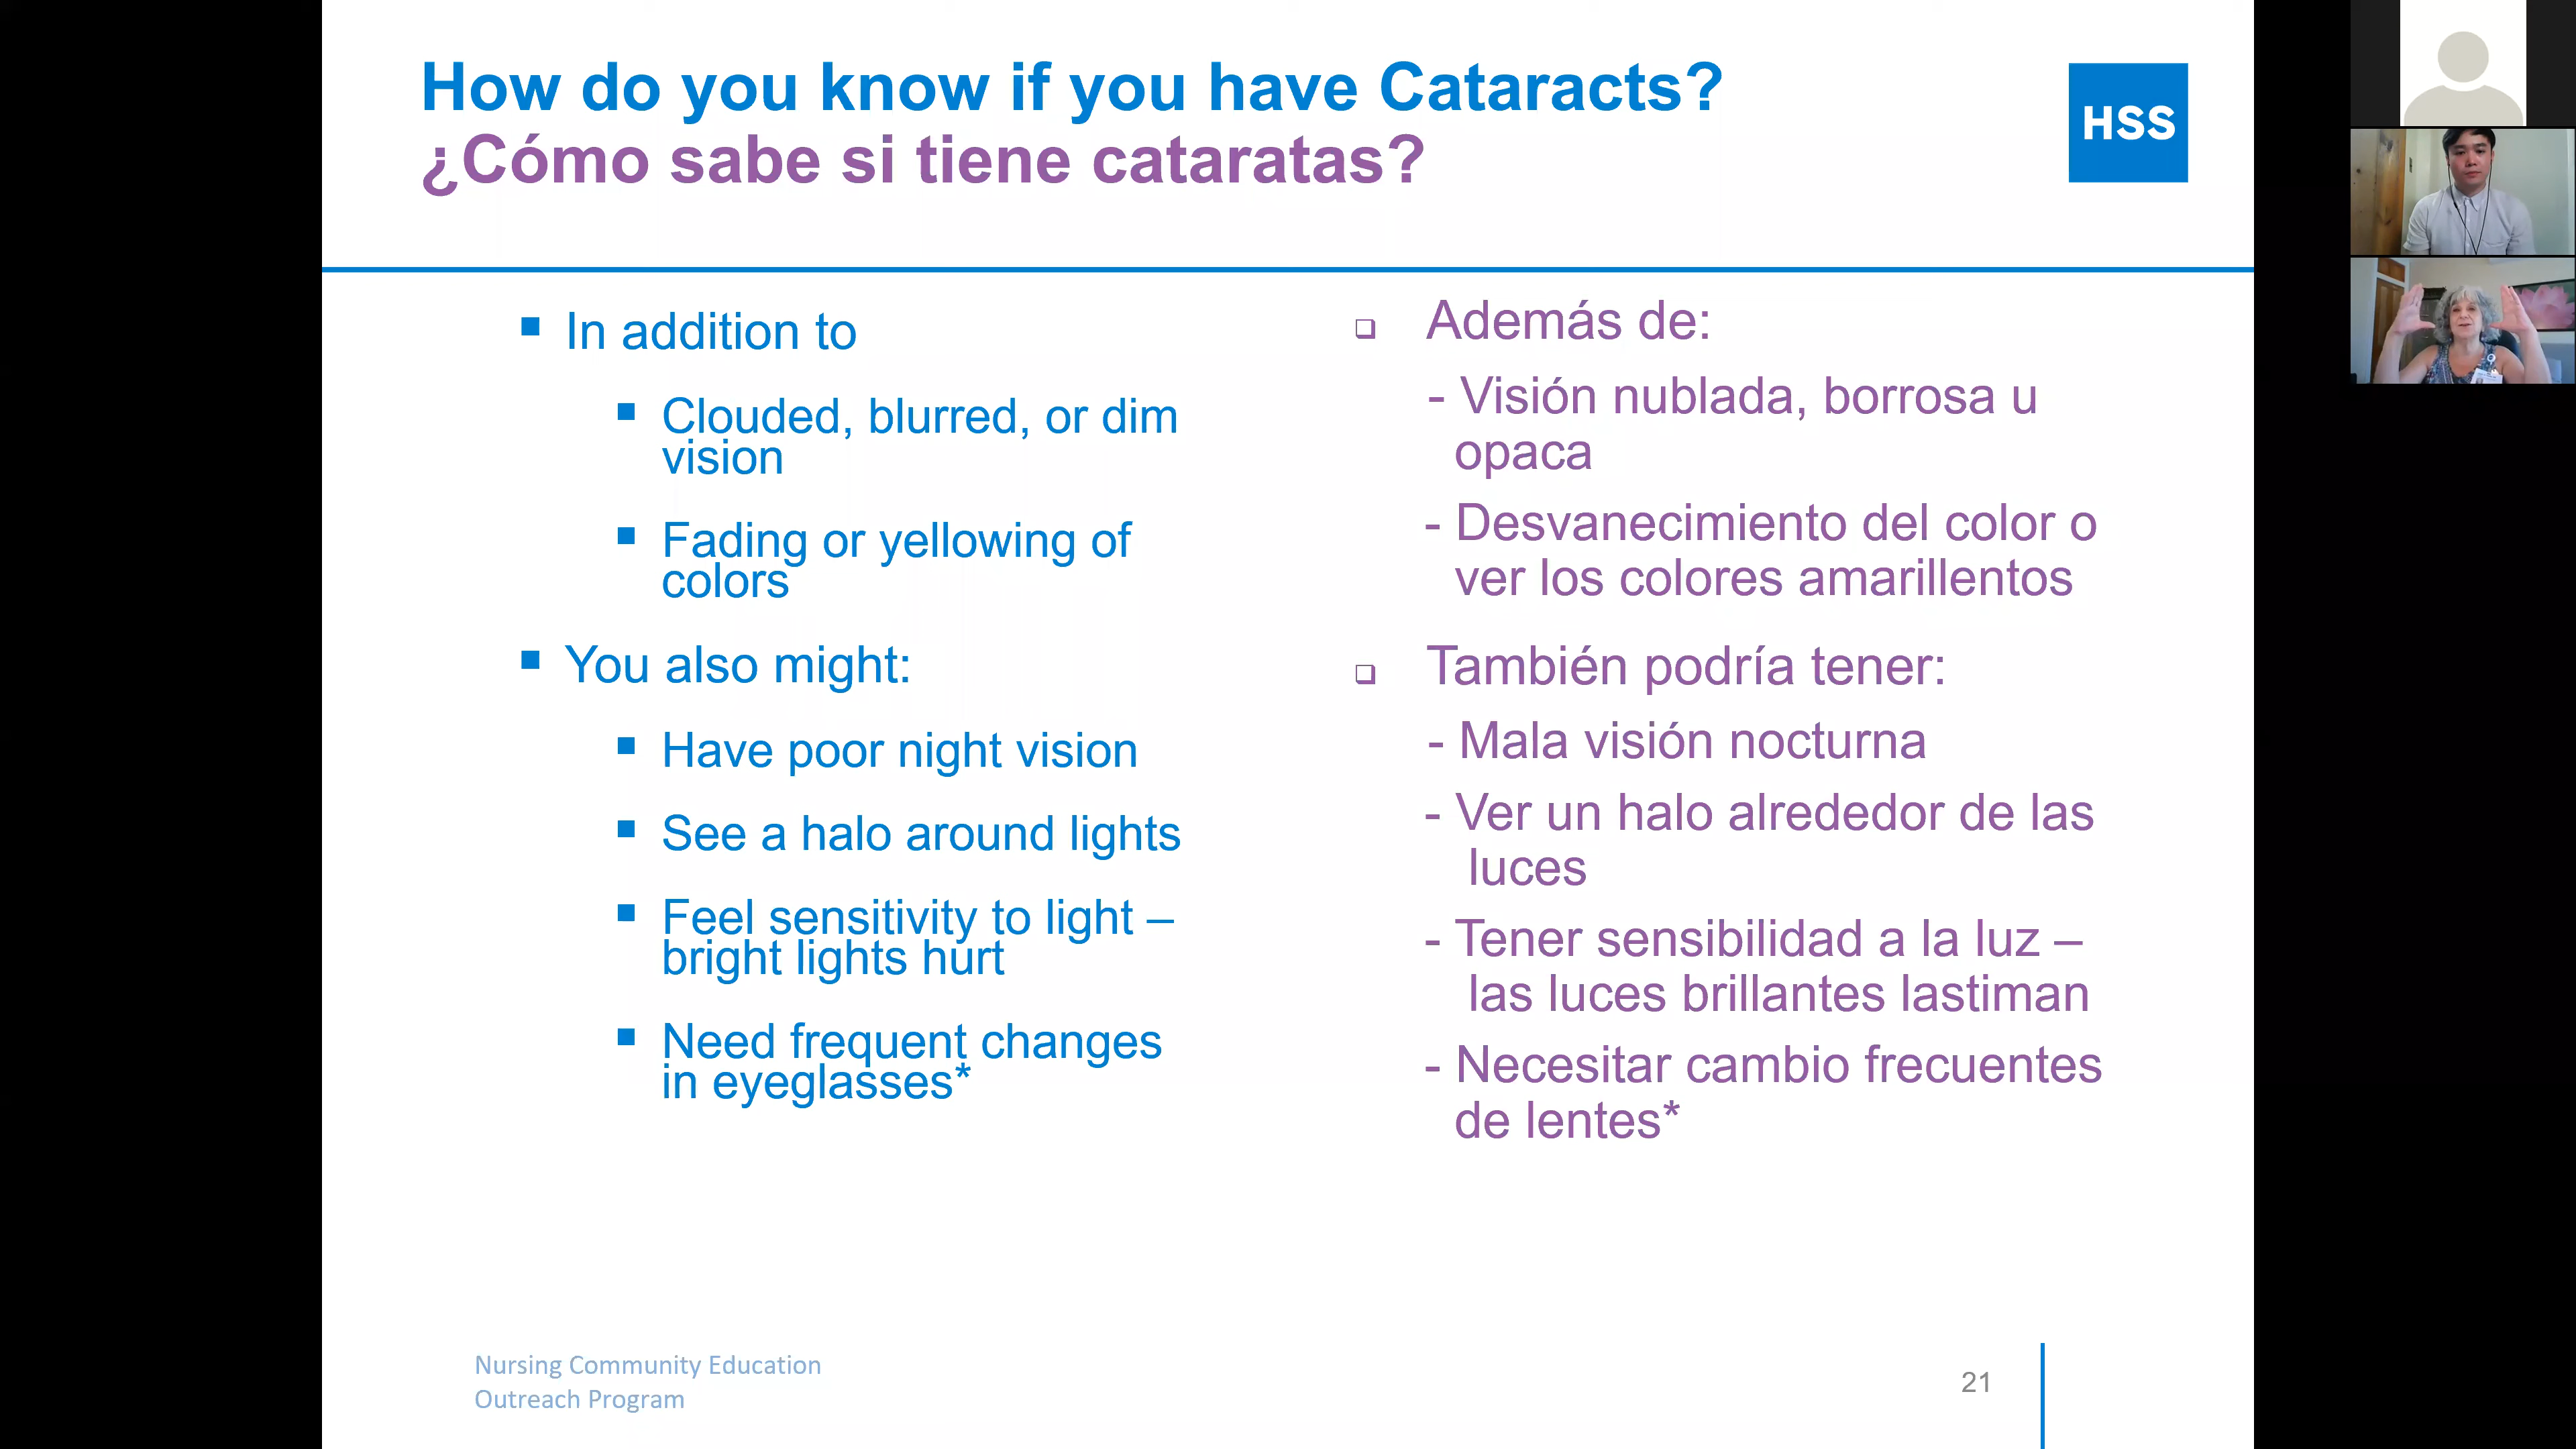 How do you know if you have Cataracts?
¿Cómo sabe si tiene cataratas?
HSS
In addition to
Clouded, blurred, or dim
vision
Fading or yellowing of
colors
You also might:
Have poor night vision
See a halo around lights
Feel sensitivity to light –
bright lights hurt
Need frequent changes
in eyeglasses*
Además de:
- Visión nublada, borrosa u
opaca
- Desvanecimiento del color o
ver los colores amarillentos
También podría tener:
- Mala visión nocturna
- Ver un halo alrededor de las
luces
- Tener sensibilidad a la luz –
las luces brillantes lastiman
- Necesitar cambio frecuentes
de lentes*
Nursing Community Education
Outreach Program
21